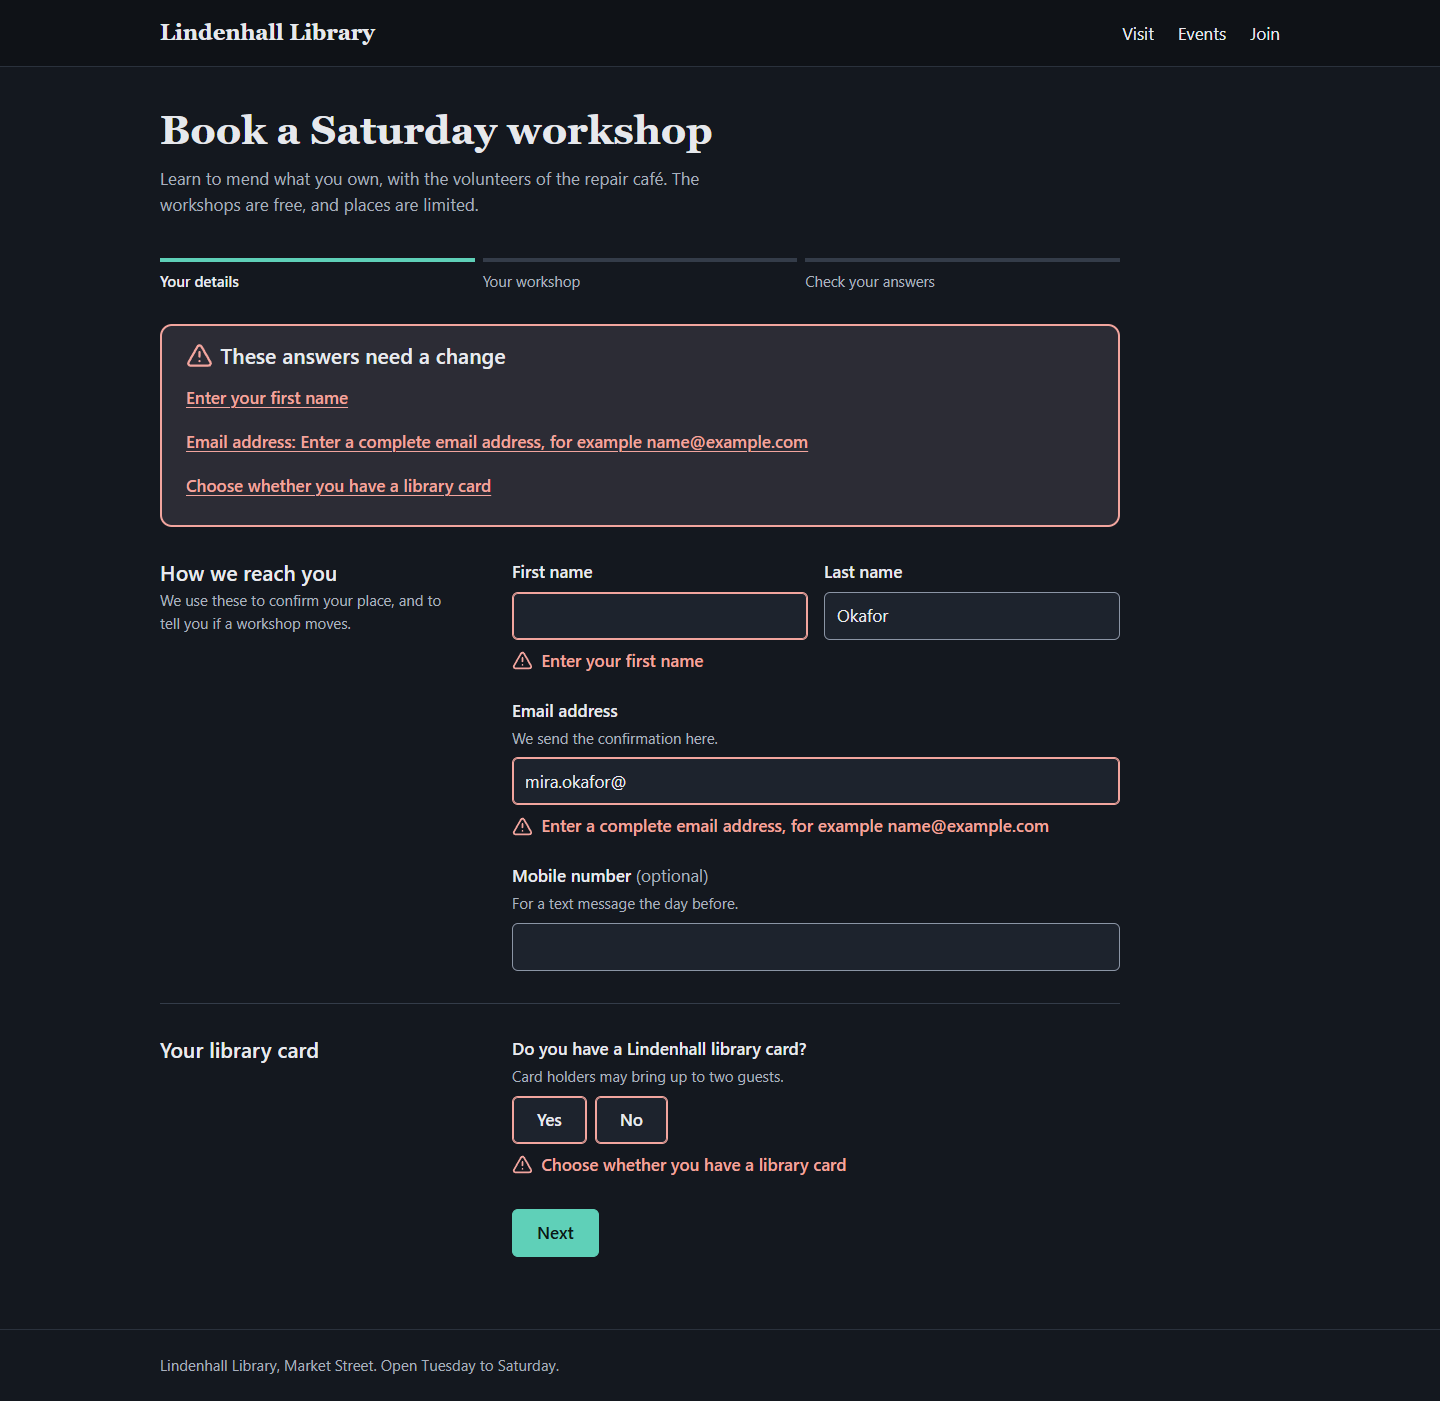 Lindenhall Library
Visit
Events
Join
Book a Saturday workshop
Learn to mend what you own, with the volunteers of the repair café. The
workshops are free, and places are limited.
Your details
Your workshop
Check your answers
These answers need a change
Enter your first name
Email address: Enter a complete email address, for example name@example.com
Choose whether you have a library card
How we reach you
We use these to confirm your place, and to
tell you if a workshop moves.
First name
Last name
Okafor
Enter your first name
Email address
We send the confirmation here.
mira.okafor@
Enter a complete email address, for example name@example.com
Mobile number (optional)
For a text message the day before.
Your library card
Do you have a Lindenhall library card?
Card holders may bring up to two guests.
Yes
No
Choose whether you have a library card
Next
Lindenhall Library, Market Street. Open Tuesday to Saturday.